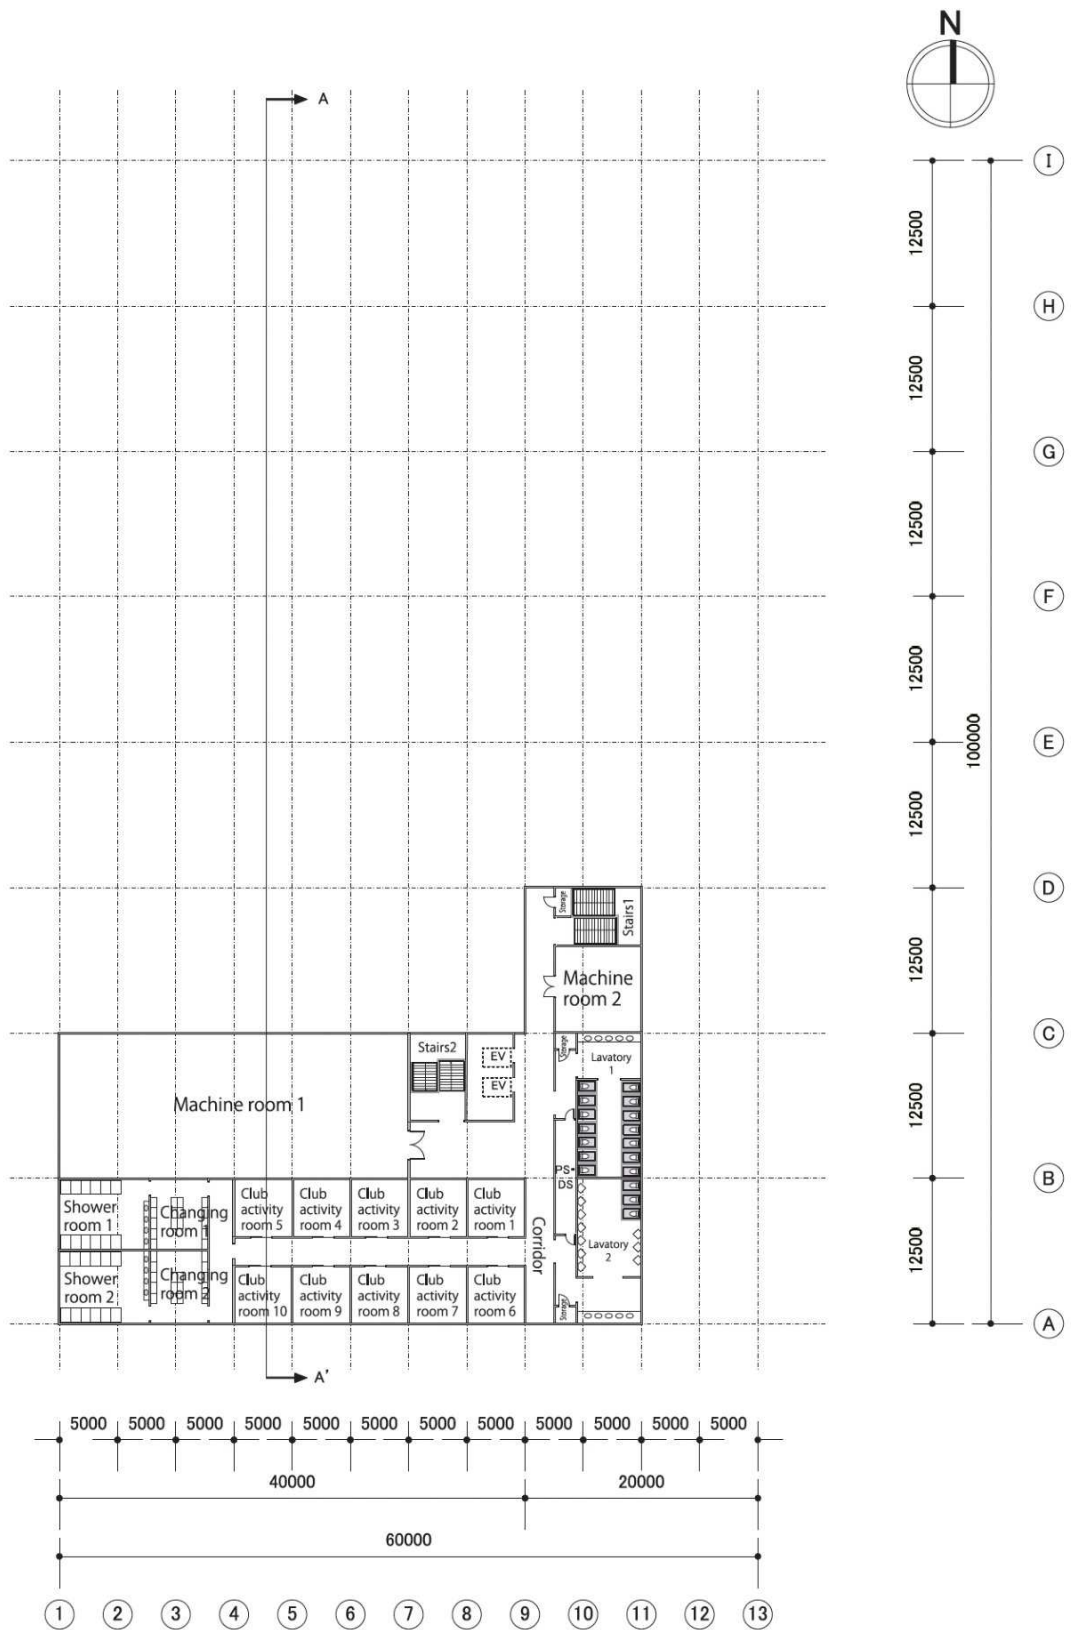 N
A
I
12500
H
12500
G
12500
F
12500
E
100000
12500
D
Storage
Stairs1
12500
Machine
room 2
C
Stairs2
EV
EV
Storage
Lavatory
1
Machine room 1
12500
PS
DS
B
Shower
room 1
Changing
room 1
Club
activity
room 5
Club
activity
room 4
Club
activity
room 3
Club
activity
room 2
Club
activity
room 1
Corridor
12500
Lavatory
2
Shower
room 2
Changing
room 2
Club
activity
room 10
Club
activity
room 9
Club
activity
room 8
Club
activity
room 7
Club
activity
room 6
Storage
A
A'
5000 5000 5000 5000 5000 5000 5000 5000 5000 5000 5000 5000
40000 20000
60000
1 2 3 4 5 6 7 8 9 10 11 12 13